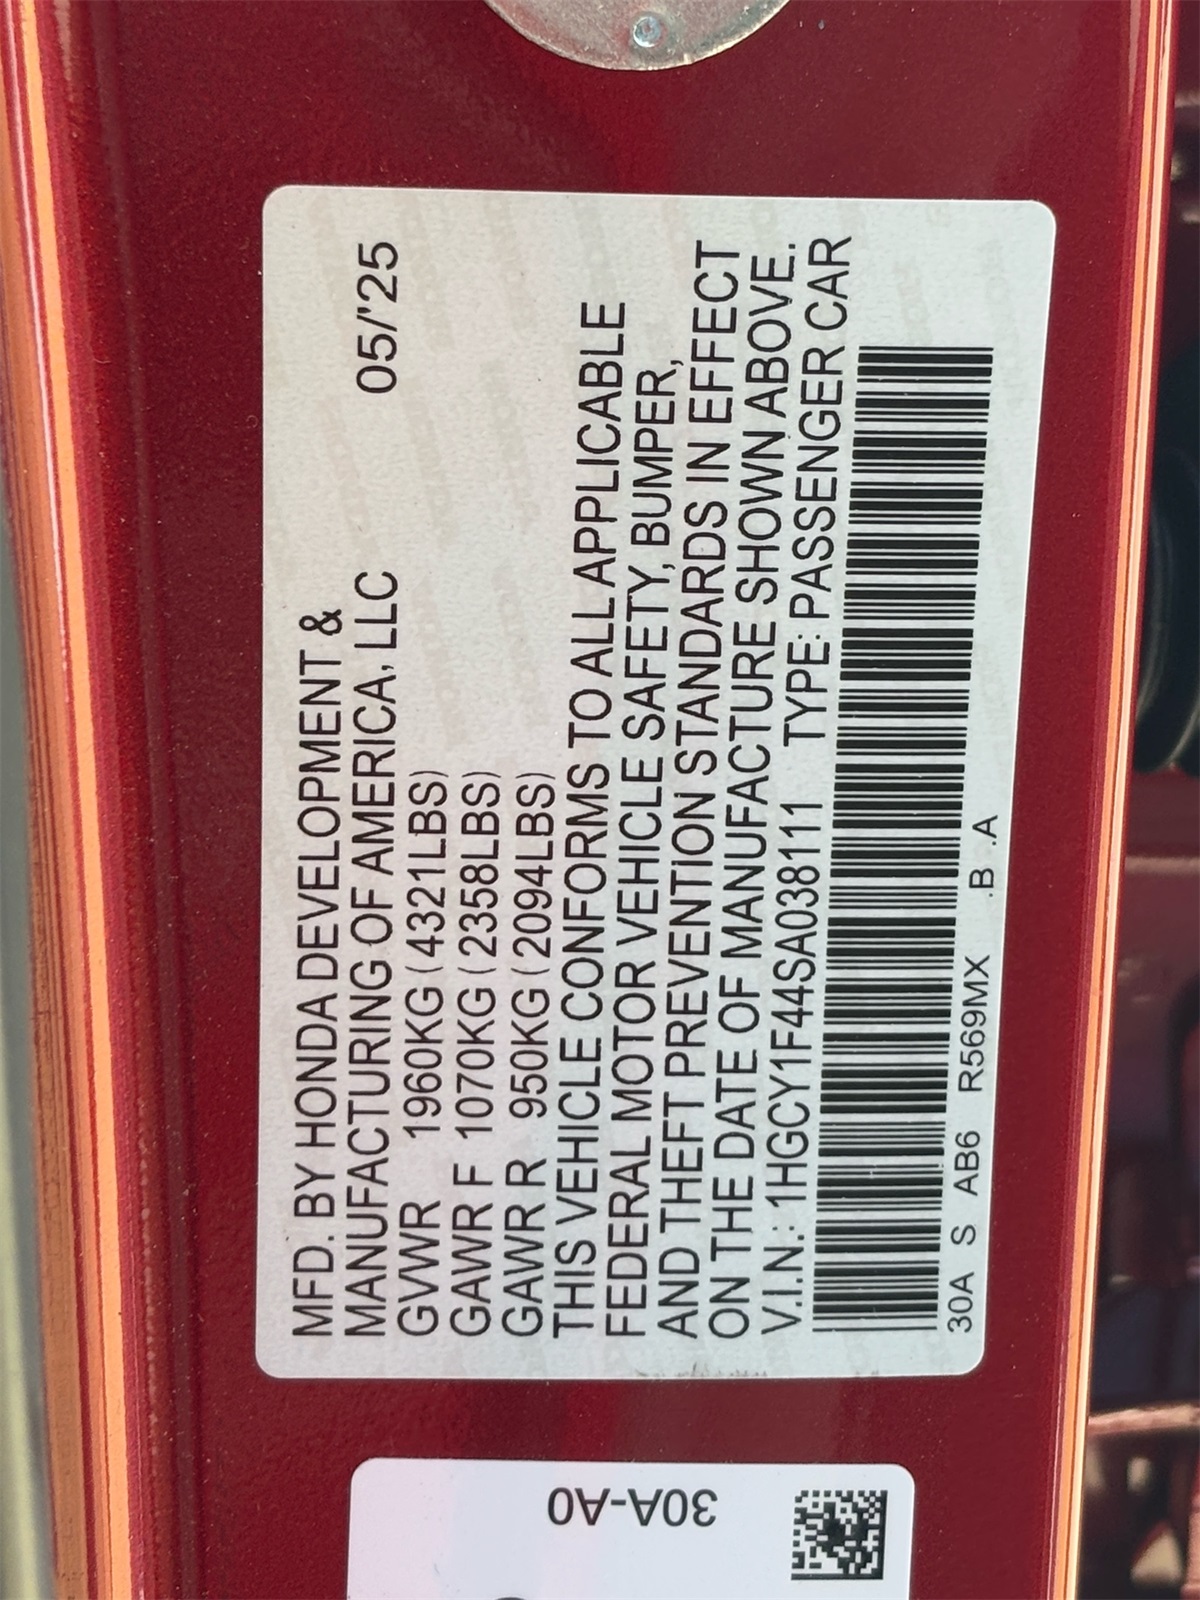 MFD. BY HONDA DEVELOPMENT &
MANUFACTURING OF AMERICA, LLC 05/'25
GVWR 1960KG (4321LBS)
GAWR F 1070KG (2358LBS)
GAWR R 950KG (2094LBS)
THIS VEHICLE CONFORMS TO ALL APPLICABLE
FEDERAL MOTOR VEHICLE SAFETY, BUMPER,
AND THEFT PREVENTION STANDARDS IN EFFECT
ON THE DATE OF MANUFACTURE SHOWN ABOVE.
V.I.N.: 1HGCY1F44SA038111 TYPE: PASSENGER CAR
30A S AB6 R569MX .B .A
30A-A0